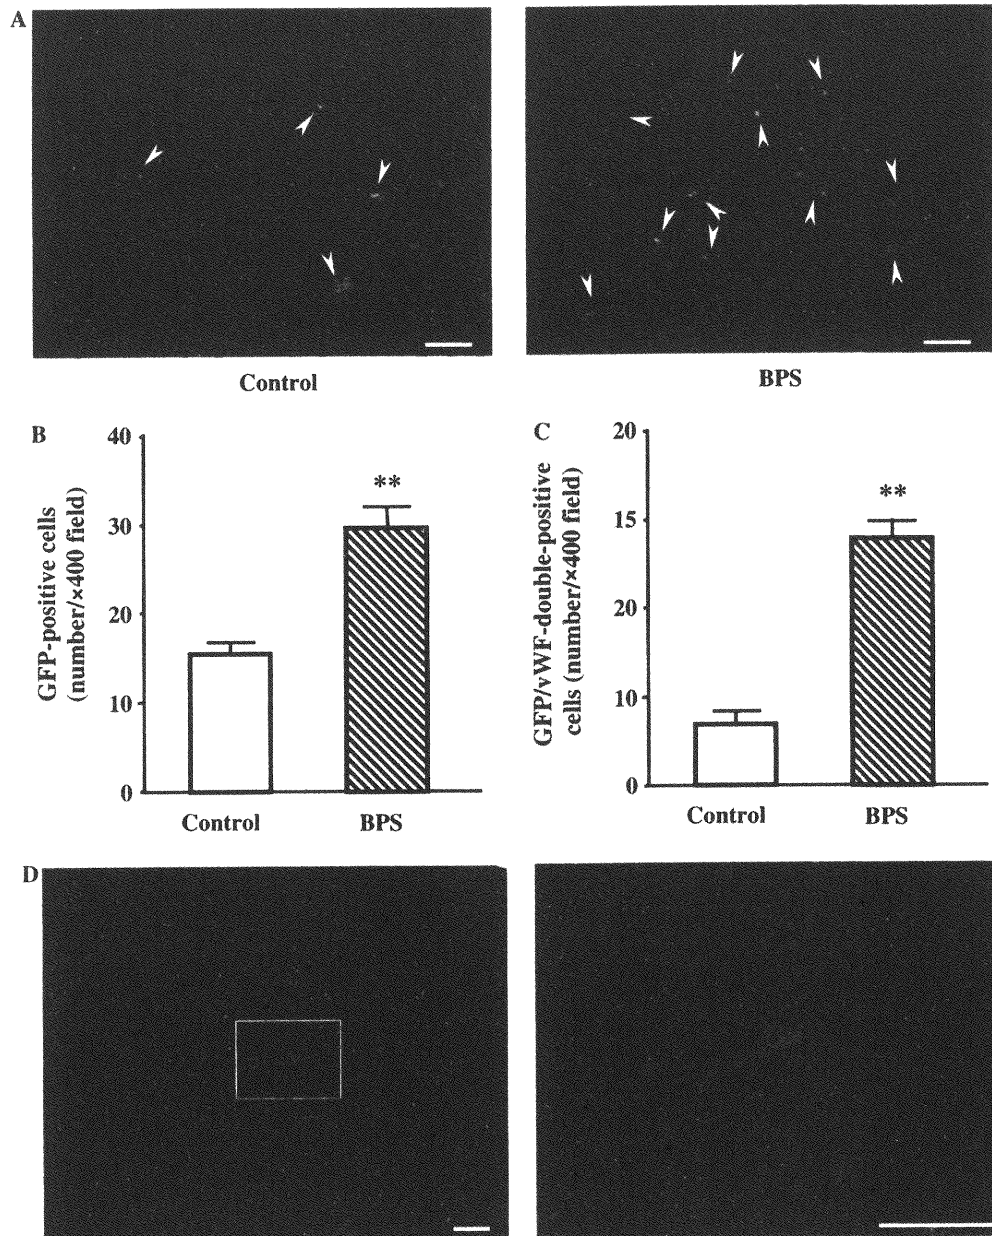 A
Control
BPS
B
GFP-positive cells
(number/×400 field)
40
30
20
10
0
**
Control
BPS
C
GFP/vWF-double-positive
cells (number/×400 field)
20
15
20
10
0
**
Control
BPS
D